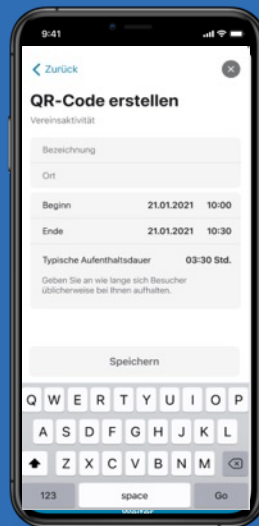 9:41
Zurück
QR-Code erstellen
Vereinsaktivität
Bezeichnung
Ort
Beginn 21.01.2021 10:00
Ende 21.01.2021 10:30
Typische Aufenthaltsdauer 03:30 Std.
Geben Sie an wie lange sich Besucher
üblicherweise bei Ihnen aufhalten.
Speichern
Q W E R T Y U I O P
A S D F G H J K L
Z X C V B N M
123 space Go